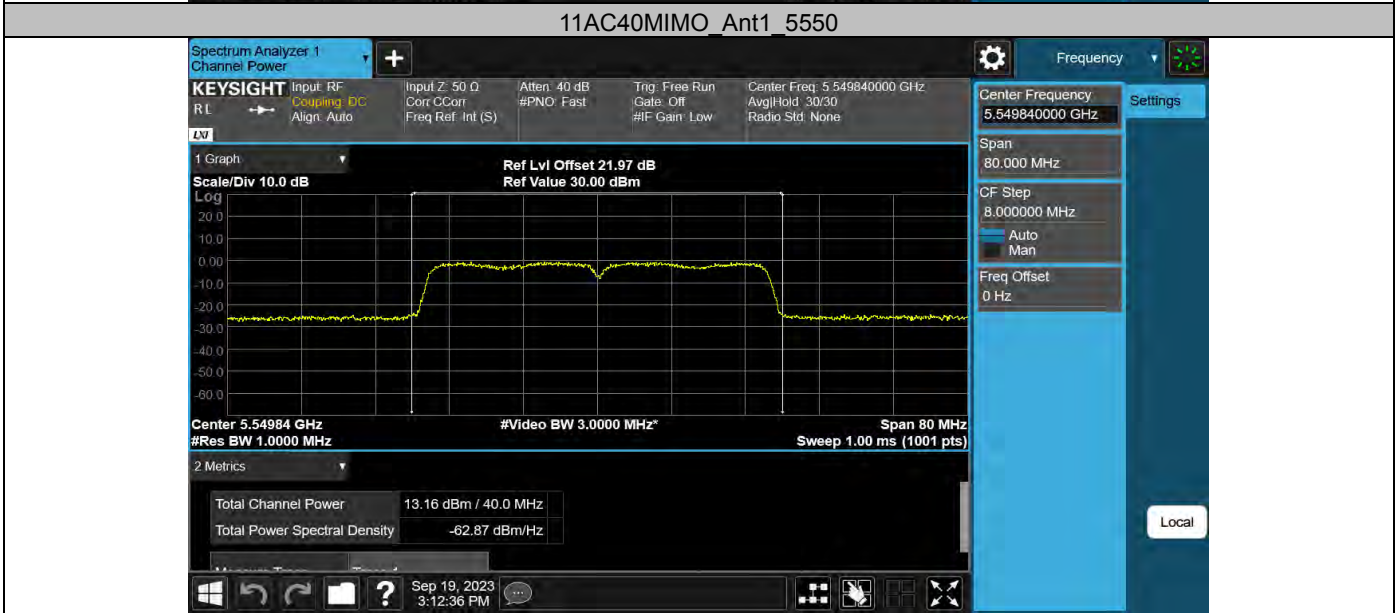 11AC40MIMO_Ant1_5550
Spectrum Analyzer 1
Channel Power
+
Frequency
KEYSIGHT
R L
LXI
Input: RF
Coupling: DC
Align: Auto
Input Z: 50 Ω
Corr CCorr
Freq Ref: Int (S)
Atten: 40 dB
#PNO: Fast
Trig: Free Run
Gate: Off
#IF Gain: Low
Center Freq: 5.549840000 GHz
Avg|Hold: 30/30
Radio Std: None
Center Frequency
5.549840000 GHz
Settings
Span
80.000 MHz
CF Step
8.000000 MHz
Auto
Man
Freq Offset
0 Hz
1 Graph
Scale/Div 10.0 dB
Ref Lvl Offset 21.97 dB
Ref Value 30.00 dBm
Log
20.0
10.0
0.00
-10.0
-20.0
-30.0
-40.0
-50.0
-60.0
Center 5.54984 GHz
#Res BW 1.0000 MHz
#Video BW 3.0000 MHz*
Span 80 MHz
Sweep 1.00 ms (1001 pts)
2 Metrics
Total Channel Power 13.16 dBm / 40.0 MHz
Total Power Spectral Density -62.87 dBm/Hz
Local
?
Sep 19, 2023
3:12:36 PM